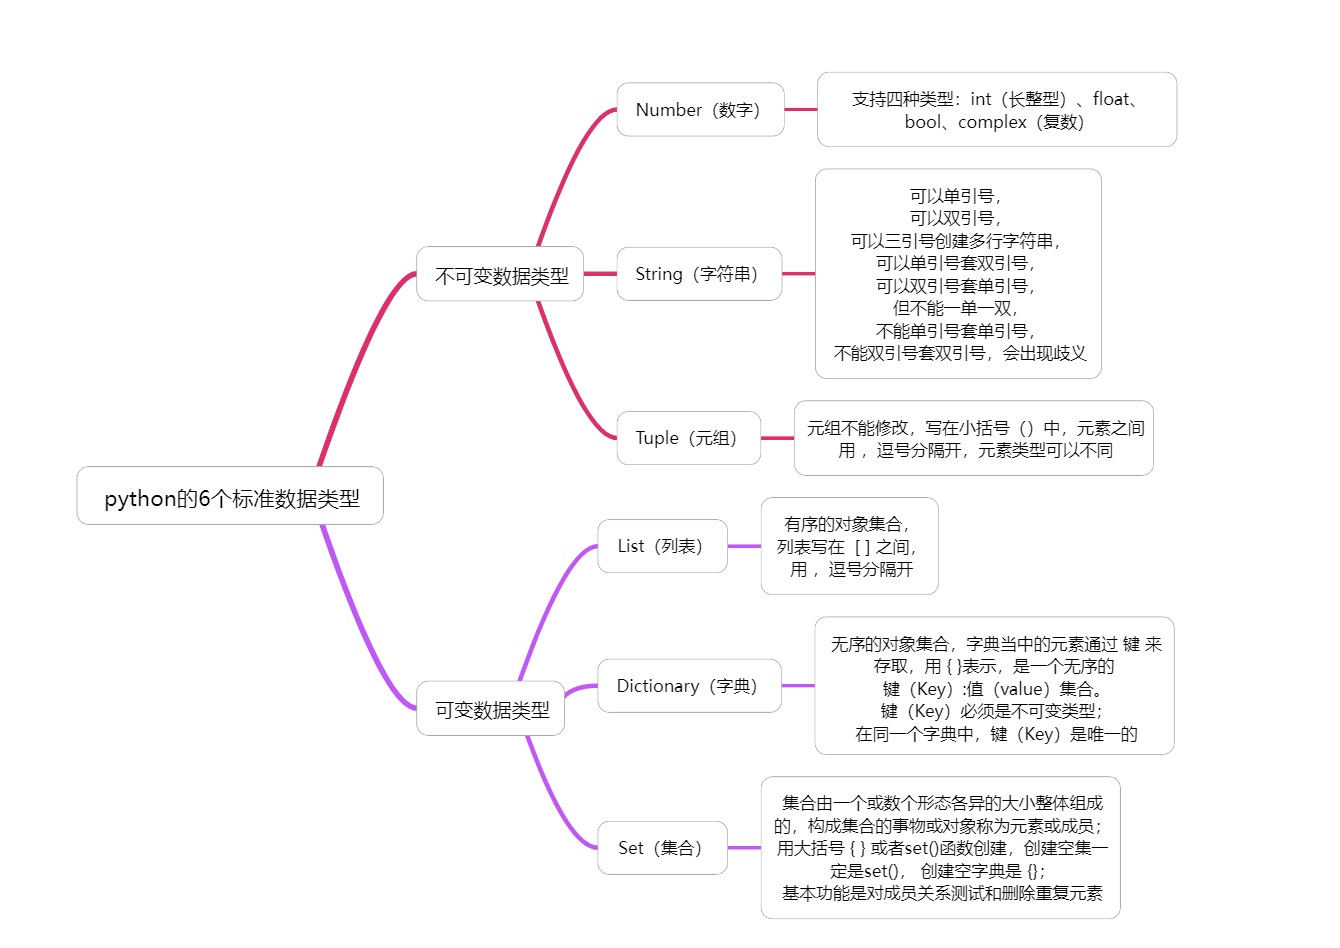 python的6个标准数据类型
不可变数据类型
Number（数字）
支持四种类型：int（长整型）、float、
bool、complex（复数）
String（字符串）
可以单引号，
可以双引号，
可以三引号创建多行字符串，
可以单引号套双引号，
可以双引号套单引号，
但不能一单一双，
不能单引号套单引号，
不能双引号套双引号，会出现歧义
Tuple（元组）
元组不能修改，写在小括号（）中，元素之间
用 ，逗号分隔开，元素类型可以不同
可变数据类型
List（列表）
有序的对象集合，
列表写在 [ ] 之间，
用 ，逗号分隔开
Dictionary（字典）
无序的对象集合，字典当中的元素通过 键 来
存取，用 { }表示，是一个无序的
键（Key）:值（value）集合。
键（Key）必须是不可变类型；
在同一个字典中，键（Key）是唯一的
Set（集合）
集合由一个或数个形态各异的大小整体组成
的，构成集合的事物或对象称为元素或成员；
用大括号 { } 或者set()函数创建，创建空集一
定是set()， 创建空字典是 {}；
基本功能是对成员关系测试和删除重复元素